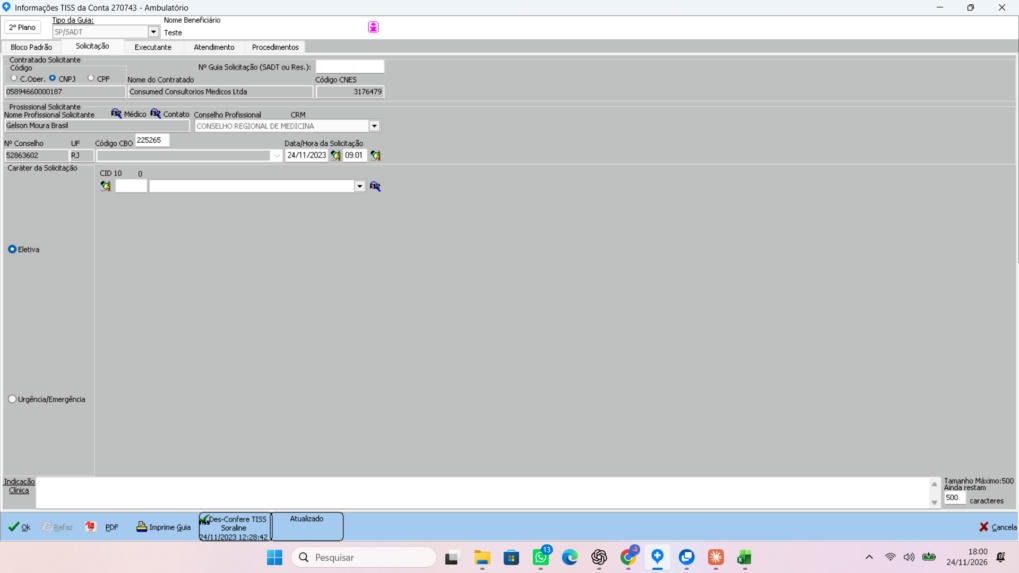 Informações TISS da Conta 270743 - Ambulatório
2º Plano
Tipo da Guia:
SP/SADT
Nome Beneficiário
Teste
Bloco Padrão
Solicitação
Executante
Atendimento
Procedimentos
Contratado Solicitante
Código
Nº Guia Solicitação (SADT ou Res.):
C.Oper. CNPJ CPF
Nome do Contratado
Código CNES
05894660000187
Consumed Consultorios Medicos Ltda
3176479
Prosissional Solicitante
Nome Profissional Solicitante
Médico
Contato
Conselho Profissional
CRM
Gelson Moura Brasil
CONSELHO REGIONAL DE MEDICINA
Nº Conselho
UF
Código CBO
225265
Data/Hora da Solicitação
52863602
RJ
24/11/2023
09:01
Caráter da Solicitação
CID 10
0
Eletiva
Urgência/Emergência
Indicação
Clínica
Tamanho Máximo:500
Ainda restam
500 caracteres
Ok
Refaz
PDF
Imprime Guia
Des-Confere TISS
Soraline
24/11/2023 12:28:42
Atualizado
Cancela
Pesquisar
13
4
18:00
24/11/2026